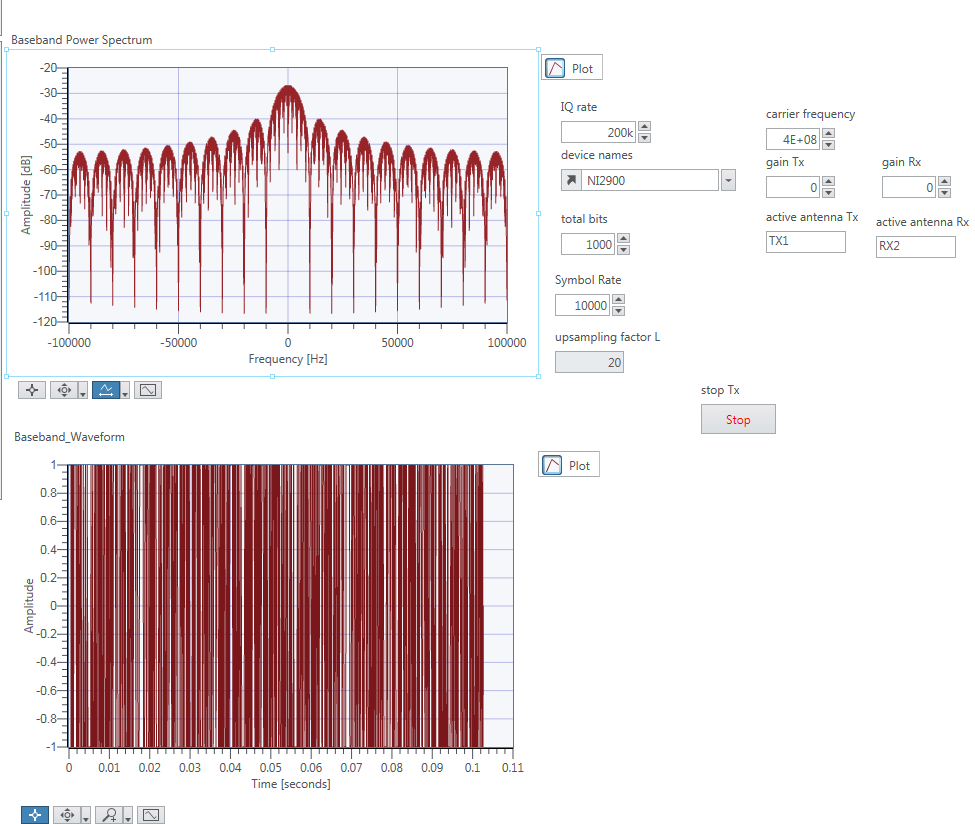 Baseband Power Spectrum
Plot
-20
-30
-40
-50
-60
-70
-80
-90
-100
-110
-120
Amplitude [dB]
-100000 -50000 0 50000 100000
Frequency [Hz]
IQ rate
200k
device names
NI2900
total bits
1000
Symbol Rate
10000
upsampling factor L
20
carrier frequency
4E+08
gain Tx
0
gain Rx
0
active antenna Tx
TX1
active antenna Rx
RX2
stop Tx
Stop
Baseband_Waveform
Plot
1
0.8
0.6
0.4
0.2
0
-0.2
-0.4
-0.6
-0.8
-1
Amplitude
0 0.01 0.02 0.03 0.04 0.05 0.06 0.07 0.08 0.09 0.1 0.11
Time [seconds]